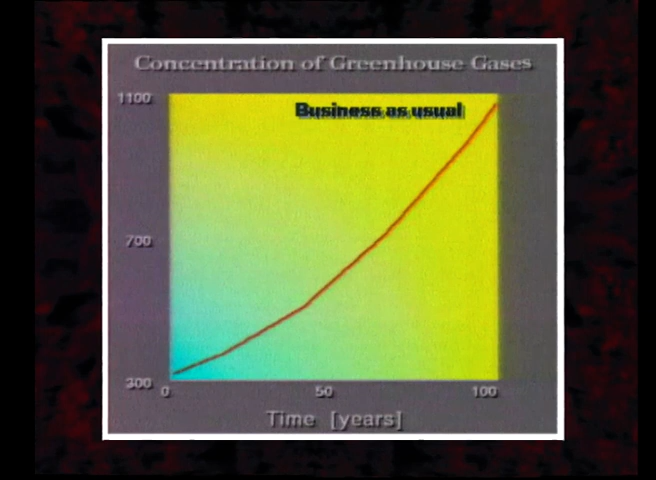 Concentration of Greenhouse Gases
1100
Business as usual
700
300
0 50 100
Time [years]